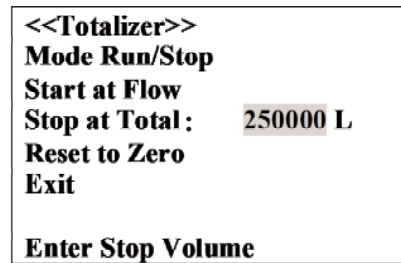 <<Totalizer>>
Mode Run/Stop
Start at Flow
Stop at Total: 250000 L
Reset to Zero
Exit
Enter Stop Volume